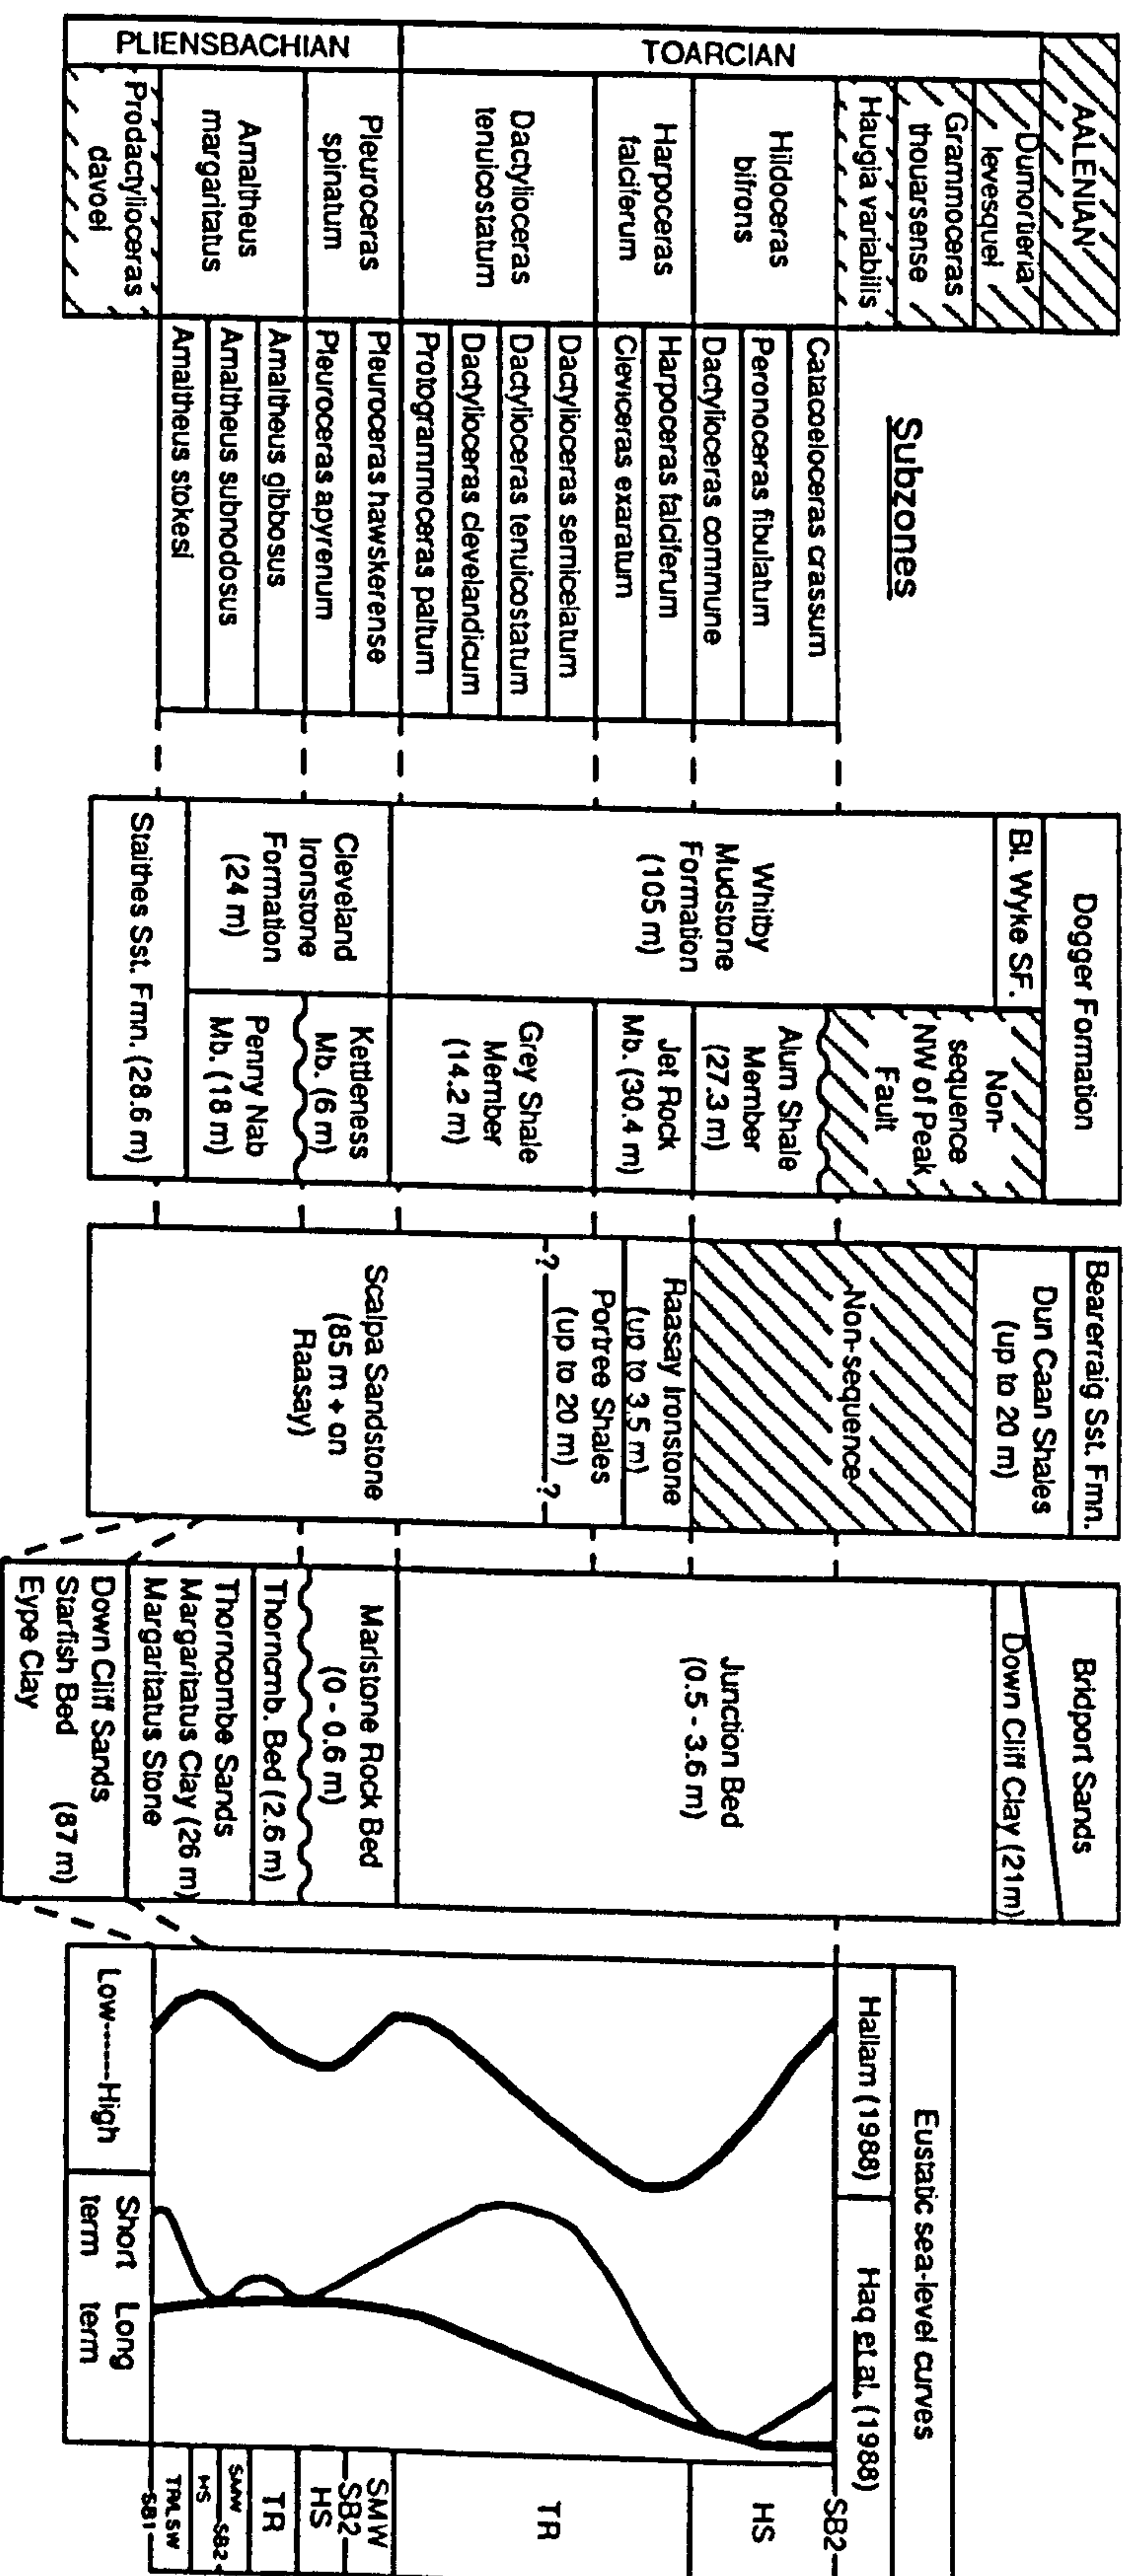 AALENIAN
TOARCIAN
PLIENSBACHIAN
Dumortieria
levesquei
Grammoceras
thouarsense
Haugia variabilis
Hildoceras
bifrons
Harpoceras
falciferum
Dactylioceras
tenuicostatum
Pleuroceras
spinatum
Amaltheus
margaritatus
Prodactylioceras
davoei
Subzones
Catacoeloceras crassum
Peronoceras fibulatum
Dactylioceras commune
Harpoceras falciferum
Cleviceras exaratum
Dactylioceras semicelatum
Dactylioceras tenuicostatum
Dactylioceras clevelandicum
Protogrammoceras paltum
Pleuroceras hawskerense
Pleuroceras apyrenum
Amaltheus gibbosus
Amaltheus subnodosus
Amaltheus stokesi
Dogger Formation
Bl. Wyke SF.
Non-
sequence
NW of Peak
Fault
Whitby
Mudstone
Formation
(105 m)
Alum Shale
Member
(27.3 m)
Jet Rock
Mb. (30.4 m)
Grey Shale
Member
(14.2 m)
Cleveland
Ironstone
Formation
(24 m)
Kettleness
Mb. (6 m)
Penny Nab
Mb. (18 m)
Staithes Sst. Fmn. (28.6 m)
Bearerraig Sst. Fmn.
Dun Caan Shales
(up to 20 m)
Non-sequence
Raasay Ironstone
(up to 3.5 m)
Portree Shales
(up to 20 m)
? ?
Scalpa Sandstone
(85 m + on
Raasay)
Bridport Sands
Down Cliff Clay (21m)
Junction Bed
(0.5 - 3.6 m)
Marlstone Rock Bed
(0 - 0.6 m)
Thorncmb. Bed (2.6 m)
Thorncombe Sands
Margaritatus Clay (26 m)
Margaritatus Stone
Down Cliff Sands
Starfish Bed (87 m)
Eype Clay
Eustatic sea-level curves
Hallam (1988)
Haq et al. (1988)
Low-----High
Short term
Long term
SB2
HS
TR
SMW
SB2
HS
TR
SMW
SB2
HS
TR/LSW
SB1